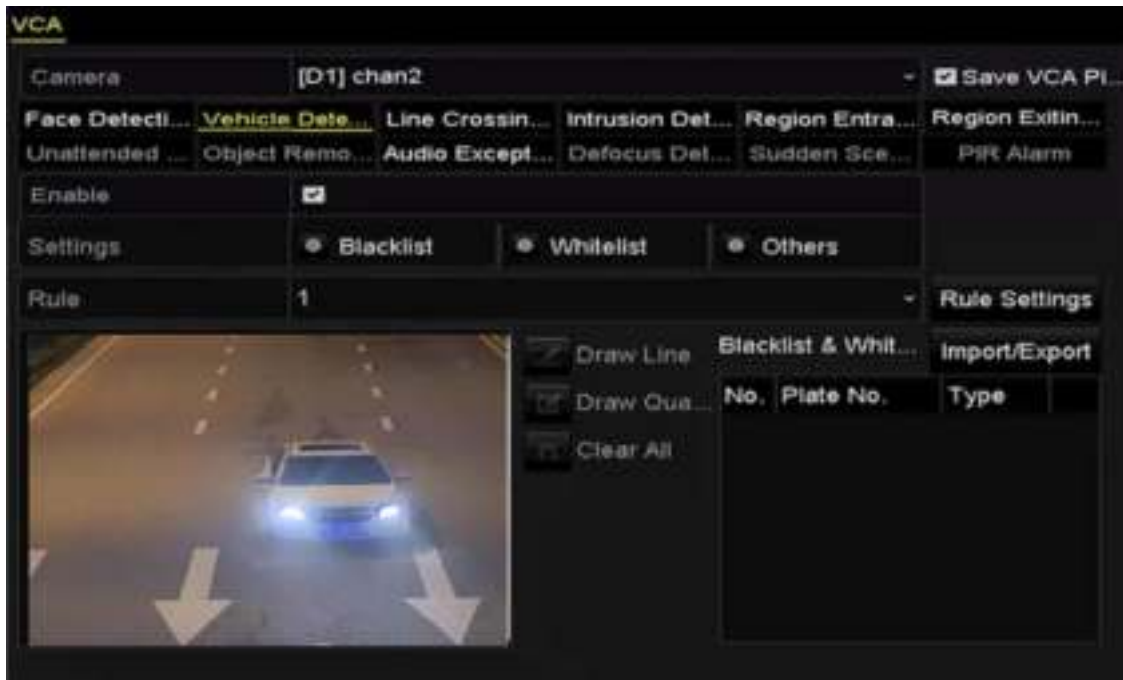 VCA
Camera [D1] chan2 Save VCA Pi...
Face Detecti... Vehicle Dete... Line Crossin... Intrusion Det... Region Entra... Region Exitin...
Unattended ... Object Remo... Audio Except... Defocus Det... Sudden Sce... PIR Alarm
Enable
Settings Blacklist Whitelist Others
Rule 1 Rule Settings
Draw Line Blacklist & Whit... Import/Export
Draw Qua... No. Plate No. Type
Clear All